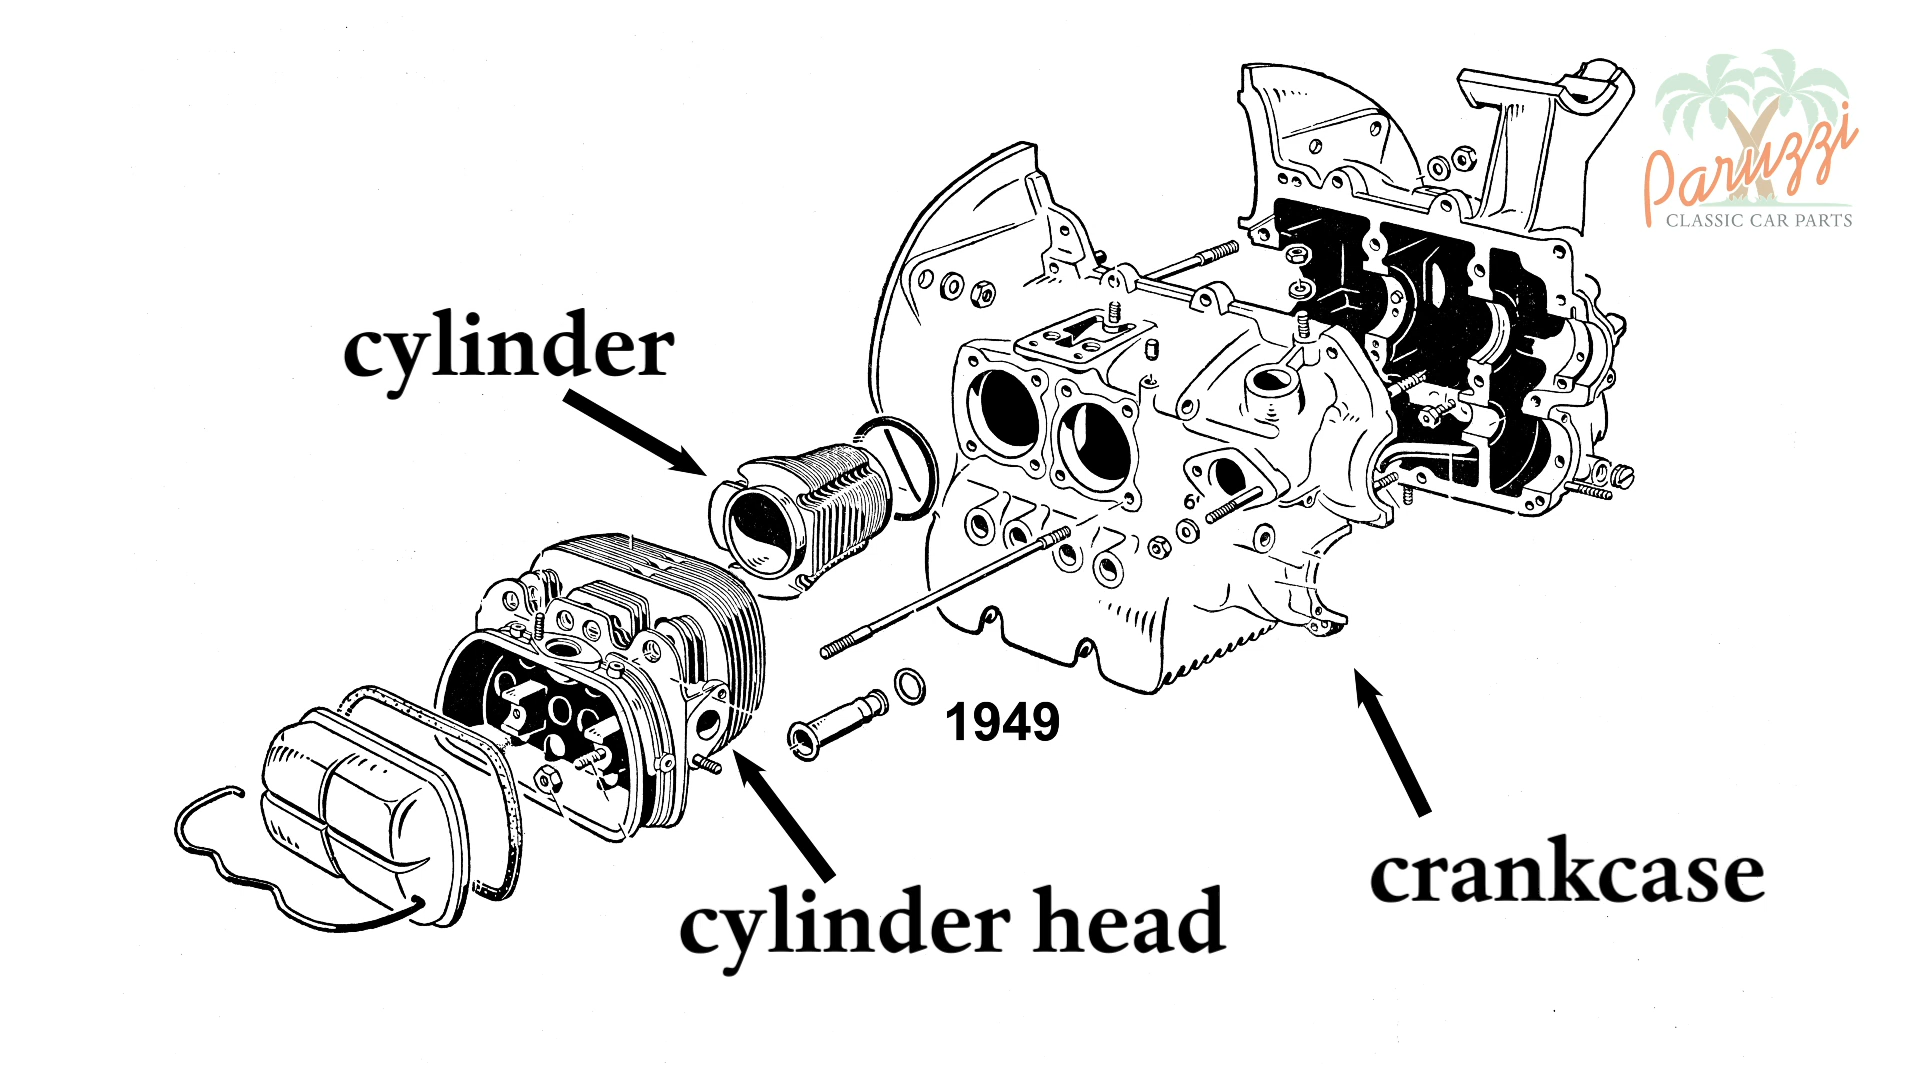 Paruzzi
CLASSIC CAR PARTS
cylinder
1949
crankcase
cylinder head